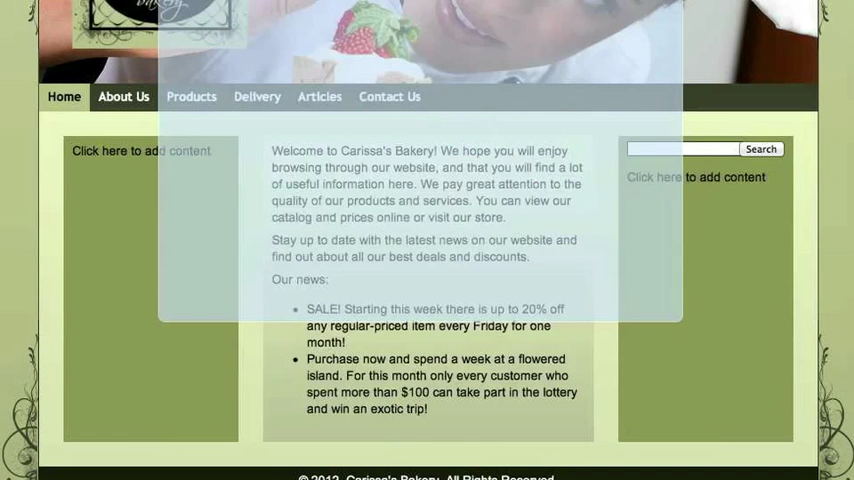 bakery
Home About Us Products Delivery Articles Contact Us
Click here to add content
Welcome to Carissa's Bakery! We hope you will enjoy
browsing through our website, and that you will find a lot
of useful information here. We pay great attention to the
quality of our products and services. You can view our
catalog and prices online or visit our store.
Stay up to date with the latest news on our website and
find out about all our best deals and discounts.
Our news:
• SALE! Starting this week there is up to 20% off
any regular-priced item every Friday for one
month!
• Purchase now and spend a week at a flowered
island. For this month only every customer who
spent more than $100 can take part in the lottery
and win an exotic trip!
Search
Click here to add content
© 2012 Carissa's Bakery. All Rights Reserved